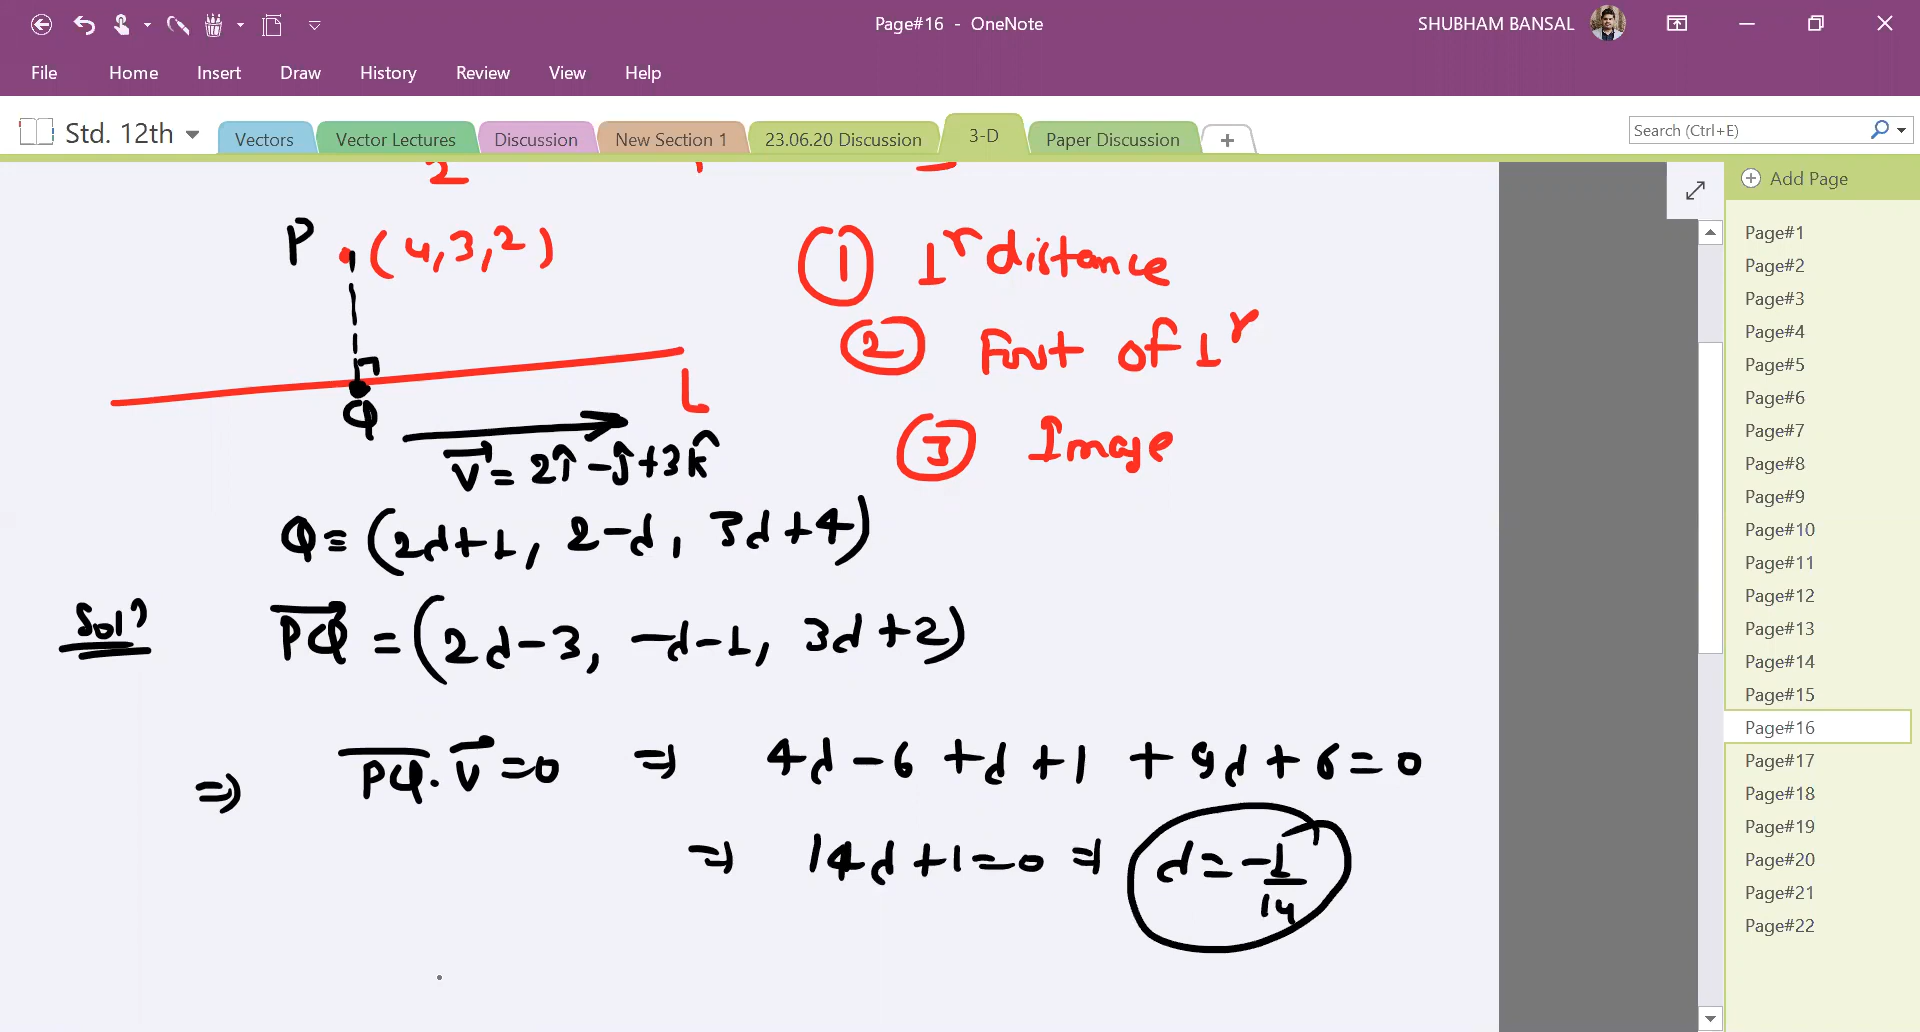 Page#16 - OneNote
SHUBHAM BANSAL
File Home Insert Draw History Review View Help
Std. 12th
Vectors
Vector Lectures
Discussion
New Section 1
23.06.20 Discussion
3-D
Paper Discussion
+
Search (Ctrl+E)
Add Page
Page#1
Page#2
Page#3
Page#4
Page#5
Page#6
Page#7
Page#8
Page#9
Page#10
Page#11
Page#12
Page#13
Page#14
Page#15
Page#16
Page#17
Page#18
Page#19
Page#20
Page#21
Page#22
2
P (4,3,2)
① ⊥r distance
② Foot of ⊥r
L
Q
③ Image
v⃗ = 2î - ĵ + 3k̂
Q ≡ (2d+1, 2-d, 3d+4)
Sol?
PQ = (2d-3, -d-1, 3d+2)
⇒ PQ·v⃗ = 0 ⇒ 4d-6+d+1+9d+6=0
⇒ 14d+1=0 ⇒ d = -1/14